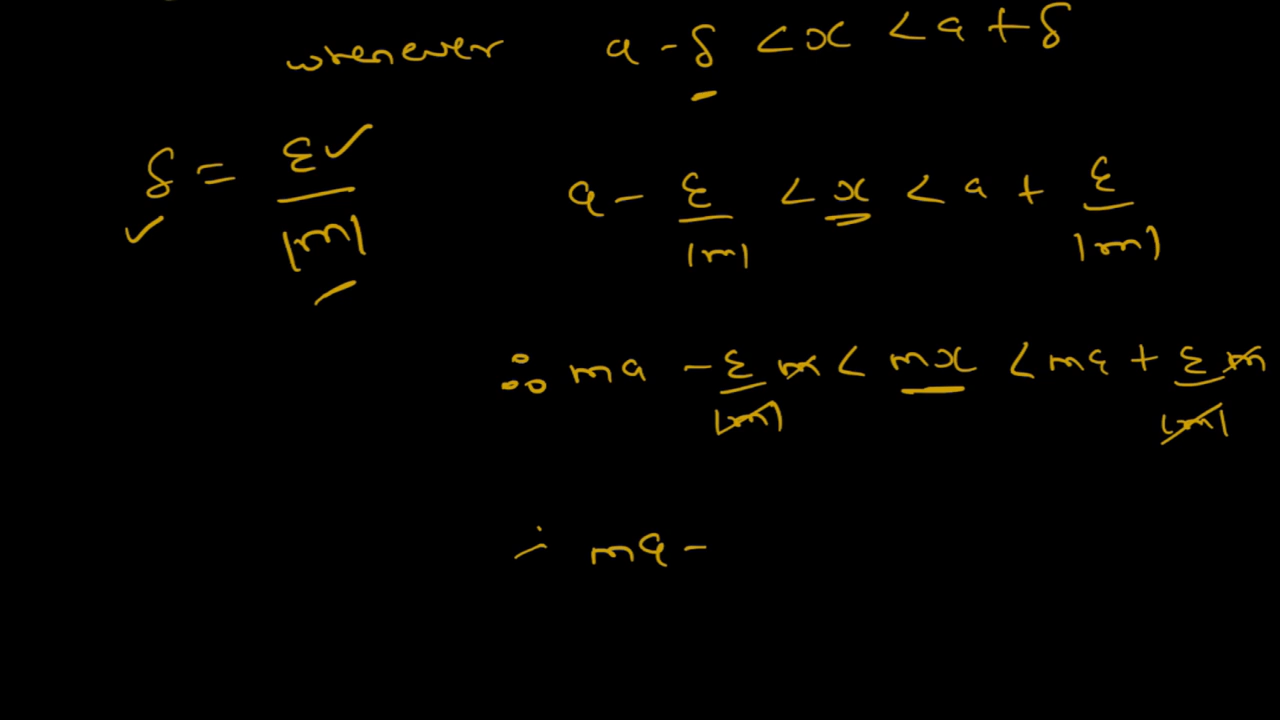 whenever a - δ < x < a + δ
δ = ε / |m|
a - ε / |m| < x < a + ε / |m|
∴ ma - ε m / |m| < mx < ma + ε m / |m|
∴ ma -